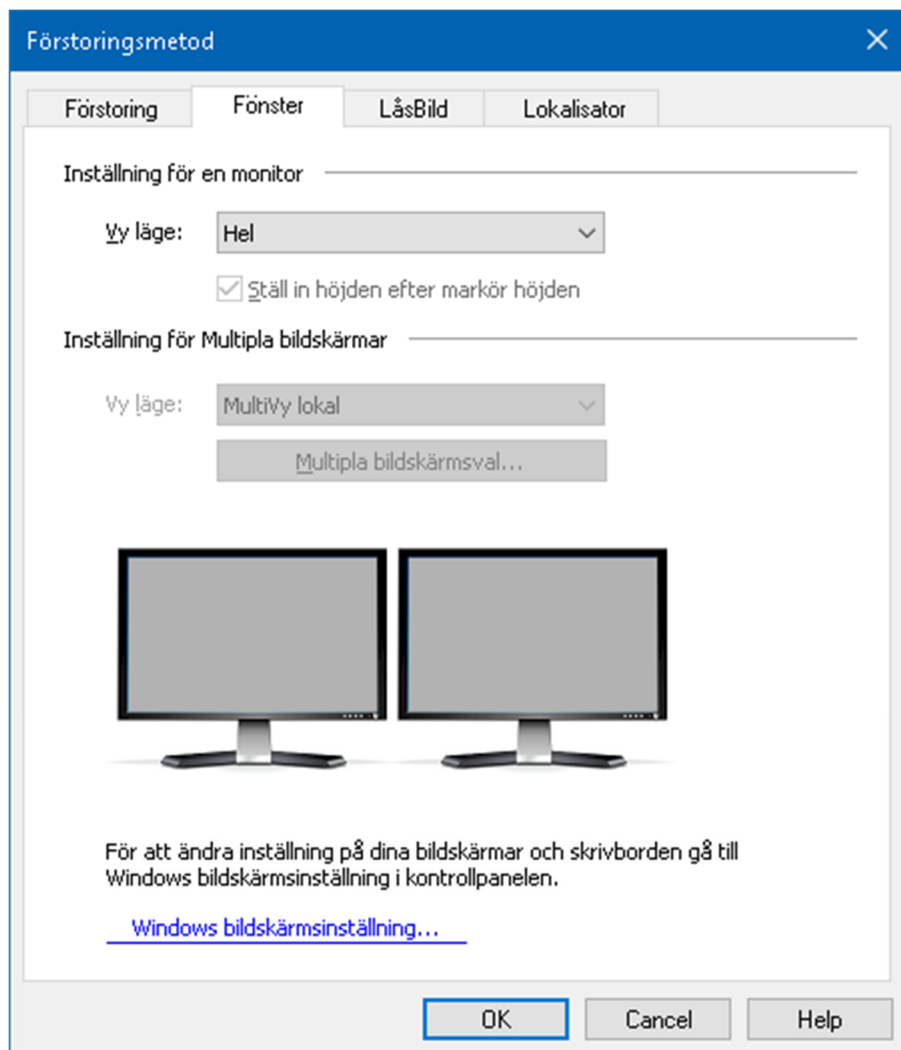 Förstoringsmetod
Förstoring Fönster LåsBild Lokalisator
Inställning för en monitor
Vy läge: Hel
Ställ in höjden efter markör höjden
Inställning för Multipla bildskärmar
Vy läge: MultiVy lokal
Multipla bildskärmsval...
För att ändra inställning på dina bildskärmar och skrivborden gå till
Windows bildskärmsinställning i kontrollpanelen.
Windows bildskärmsinställning...
OK Cancel Help